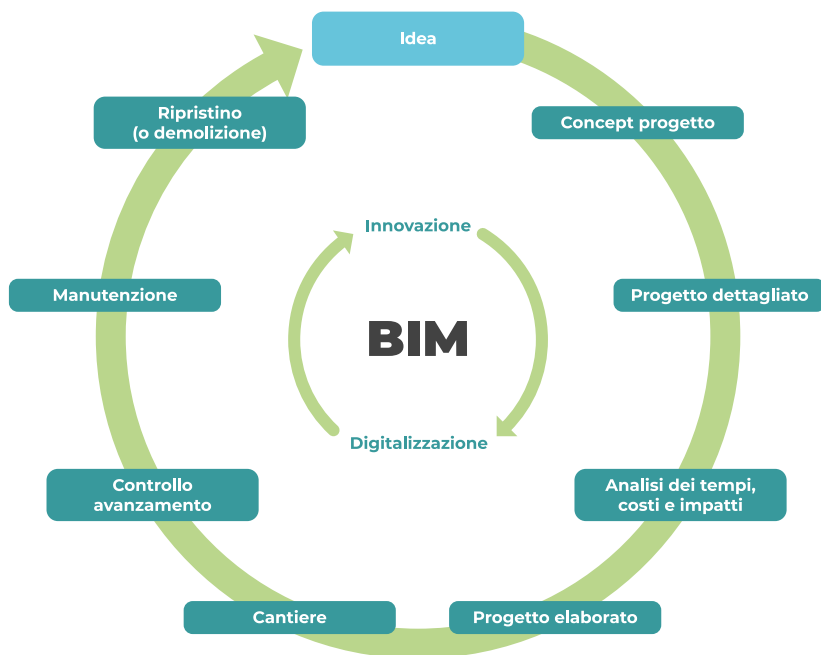 Idea
Concept progetto
Progetto dettagliato
Analisi dei tempi,
costi e impatti
Progetto elaborato
Cantiere
Controllo
avanzamento
Manutenzione
Ripristino
(o demolizione)
Innovazione
BIM
Digitalizzazione